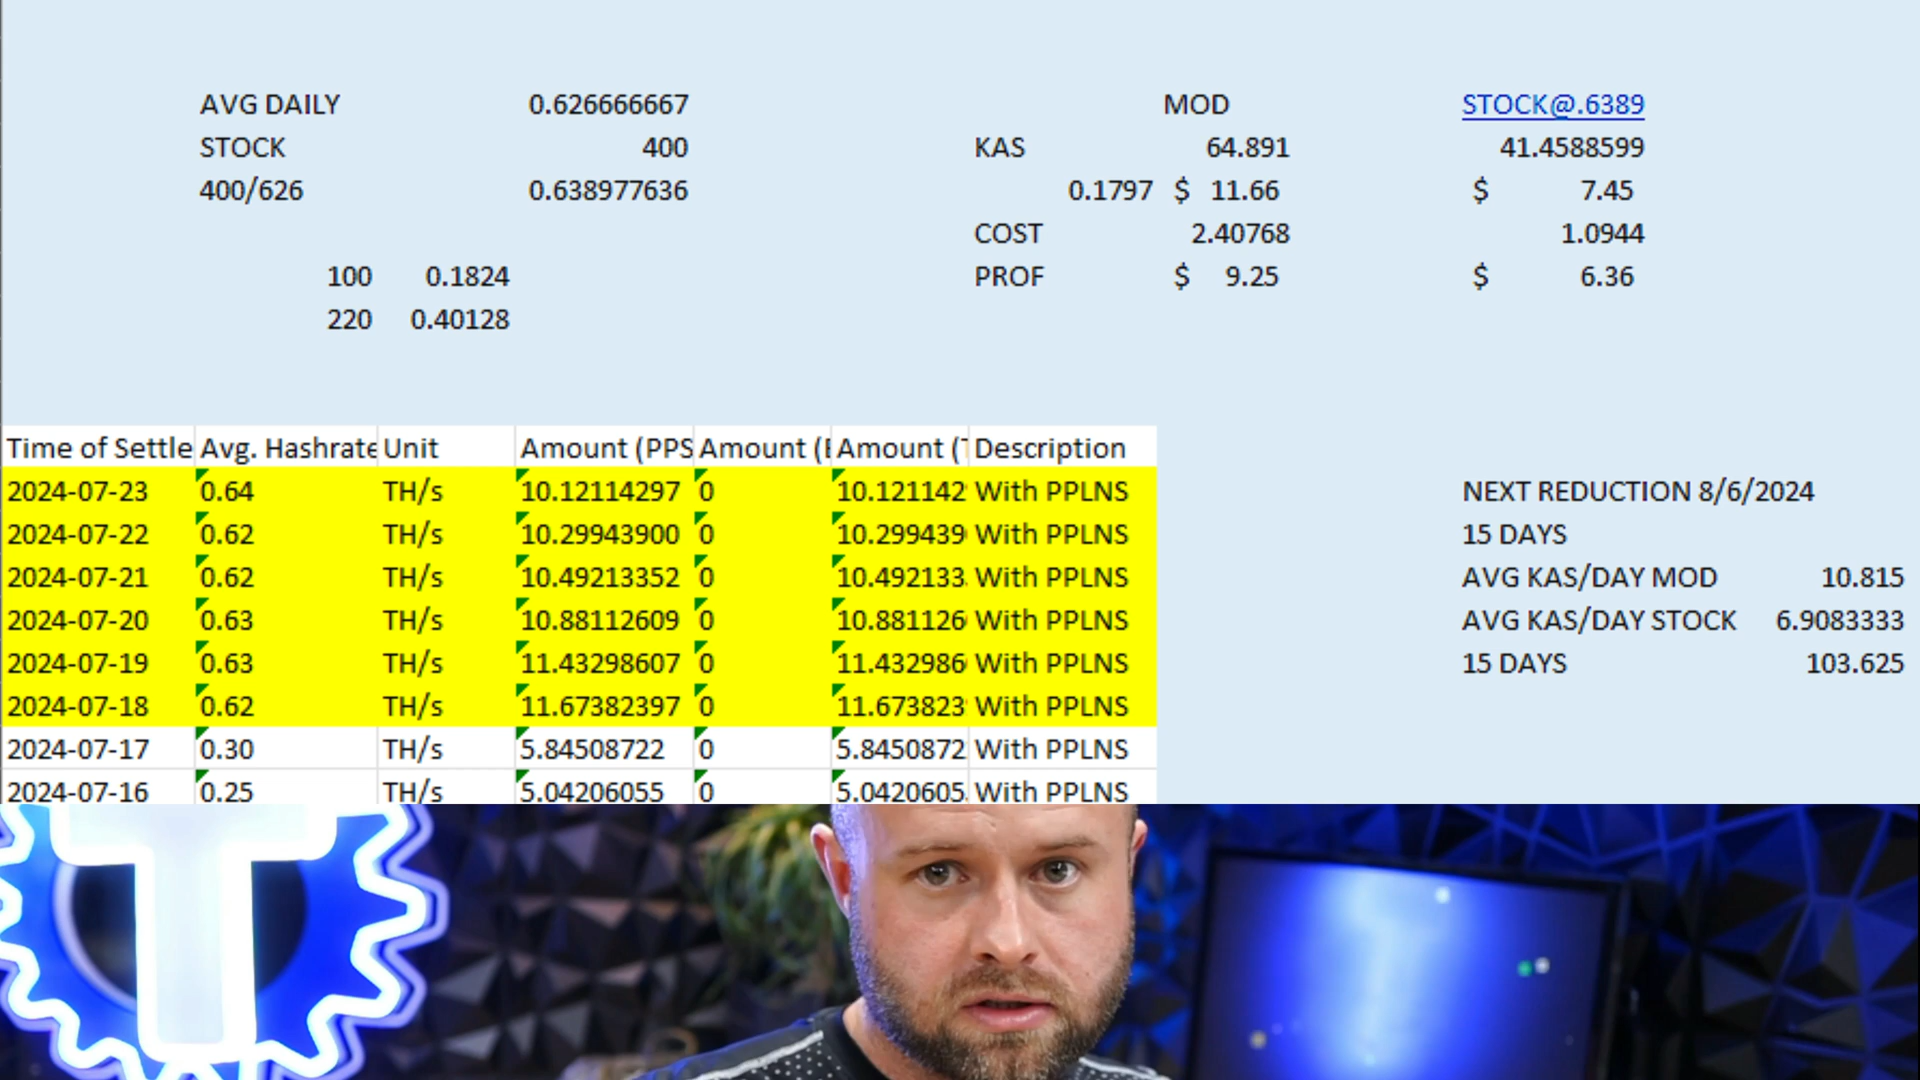 AVG DAILY 0.626666667 MOD STOCK@.6389
STOCK 400 KAS 64.891 41.4588599
400/626 0.638977636 0.1797 $ 11.66 $ 7.45
COST 2.40768 1.0944
100 0.1824 PROF $ 9.25 $ 6.36
220 0.40128
Time of Settle Avg. Hashrate Unit Amount (PPS Amount ( Amount ( Description
2024-07-23 0.64 TH/s 10.12114297 0 10.121142 With PPLNS NEXT REDUCTION 8/6/2024
2024-07-22 0.62 TH/s 10.29943900 0 10.299439 With PPLNS 15 DAYS
2024-07-21 0.62 TH/s 10.49213352 0 10.492133 With PPLNS AVG KAS/DAY MOD 10.815
2024-07-20 0.63 TH/s 10.88112609 0 10.881126 With PPLNS AVG KAS/DAY STOCK 6.9083333
2024-07-19 0.63 TH/s 11.43298607 0 11.432986 With PPLNS 15 DAYS 103.625
2024-07-18 0.62 TH/s 11.67382397 0 11.673823 With PPLNS
2024-07-17 0.30 TH/s 5.84508722 0 5.8450872 With PPLNS
2024-07-16 0.25 TH/s 5.04206055 0 5.0420605 With PPLNS